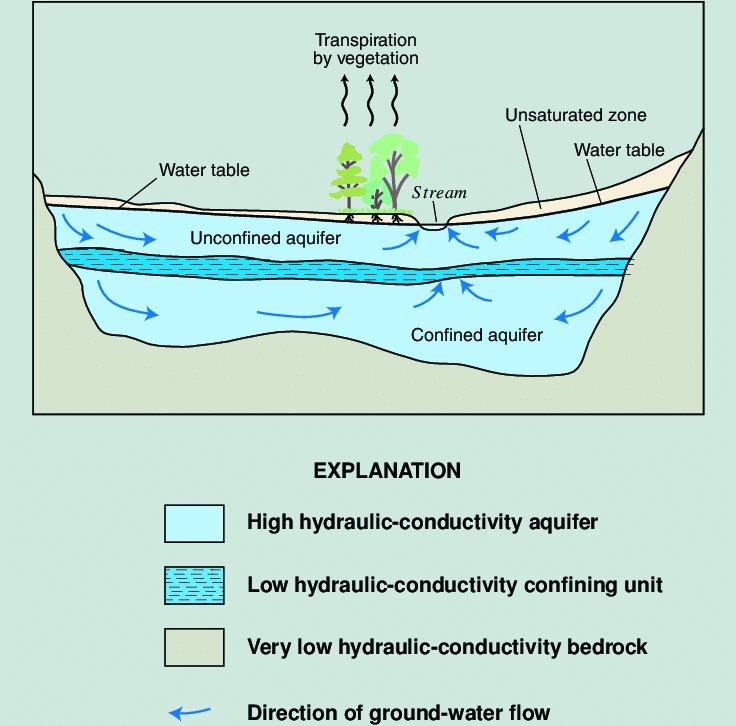 Transpiration
by vegetation
Unsaturated zone
Water table
Water table
Stream
Unconfined aquifer
Confined aquifer
EXPLANATION
High hydraulic-conductivity aquifer
Low hydraulic-conductivity confining unit
Very low hydraulic-conductivity bedrock
Direction of ground-water flow